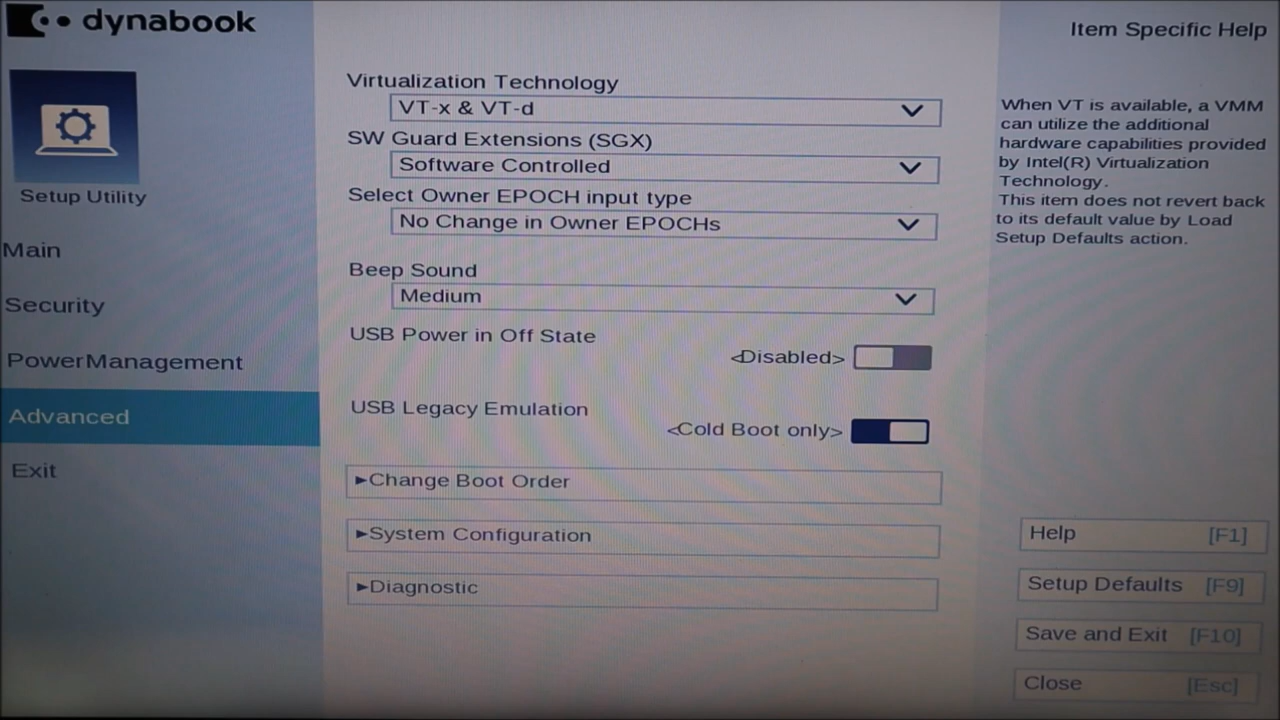 dynabook
Setup Utility
Main
Security
PowerManagement
Advanced
Exit
Virtualization Technology
VT-x & VT-d
SW Guard Extensions (SGX)
Software Controlled
Select Owner EPOCH input type
No Change in Owner EPOCHs
Beep Sound
Medium
USB Power in Off State
<Disabled>
USB Legacy Emulation
<Cold Boot only>
►Change Boot Order
►System Configuration
►Diagnostic
Item Specific Help
When VT is available, a VMM
can utilize the additional
hardware capabilities provided
by Intel(R) Virtualization
Technology.
This item does not revert back
to its default value by Load
Setup Defaults action.
Help [F1]
Setup Defaults [F9]
Save and Exit [F10]
Close [Esc]